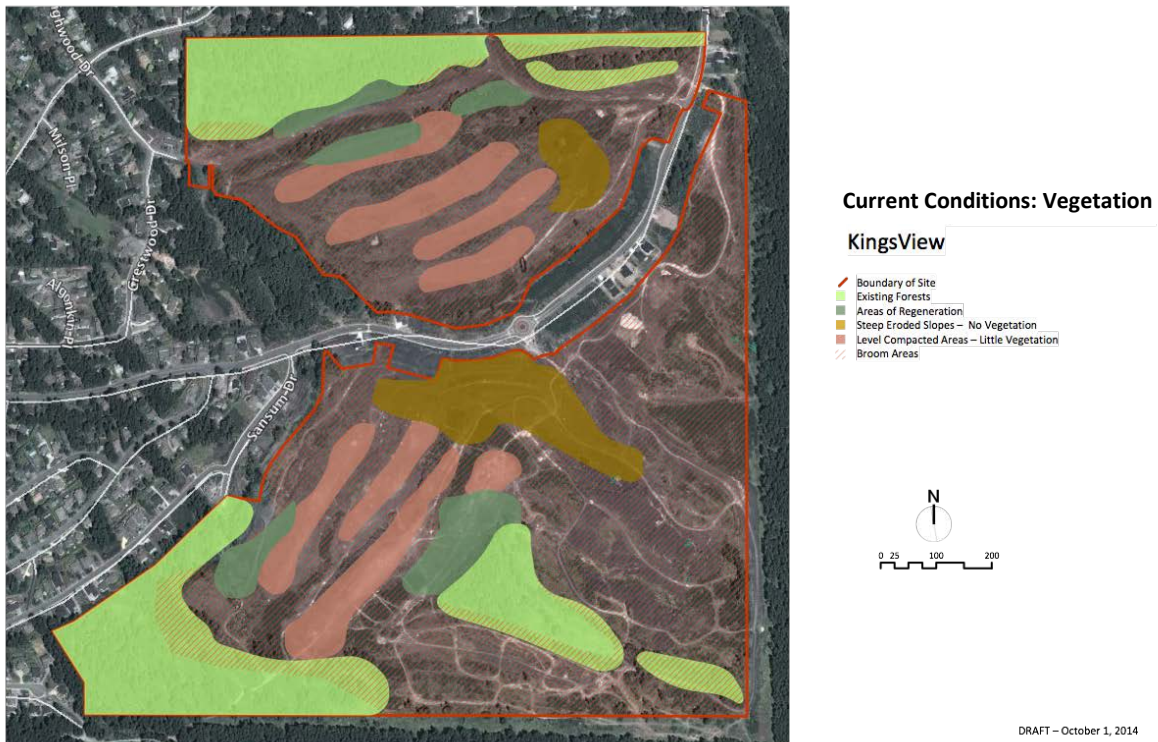 ighwood-Dr
Milson-Pl
Crestwood-Dr
Algonkin-p
Sansum-Dr
Current Conditions: Vegetation
KingsView
Boundary of Site
Existing Forests
Areas of Regeneration
Steep Eroded Slopes – No Vegetation
Level Compacted Areas – Little Vegetation
Broom Areas
N
0 25 100 200
DRAFT – October 1, 2014